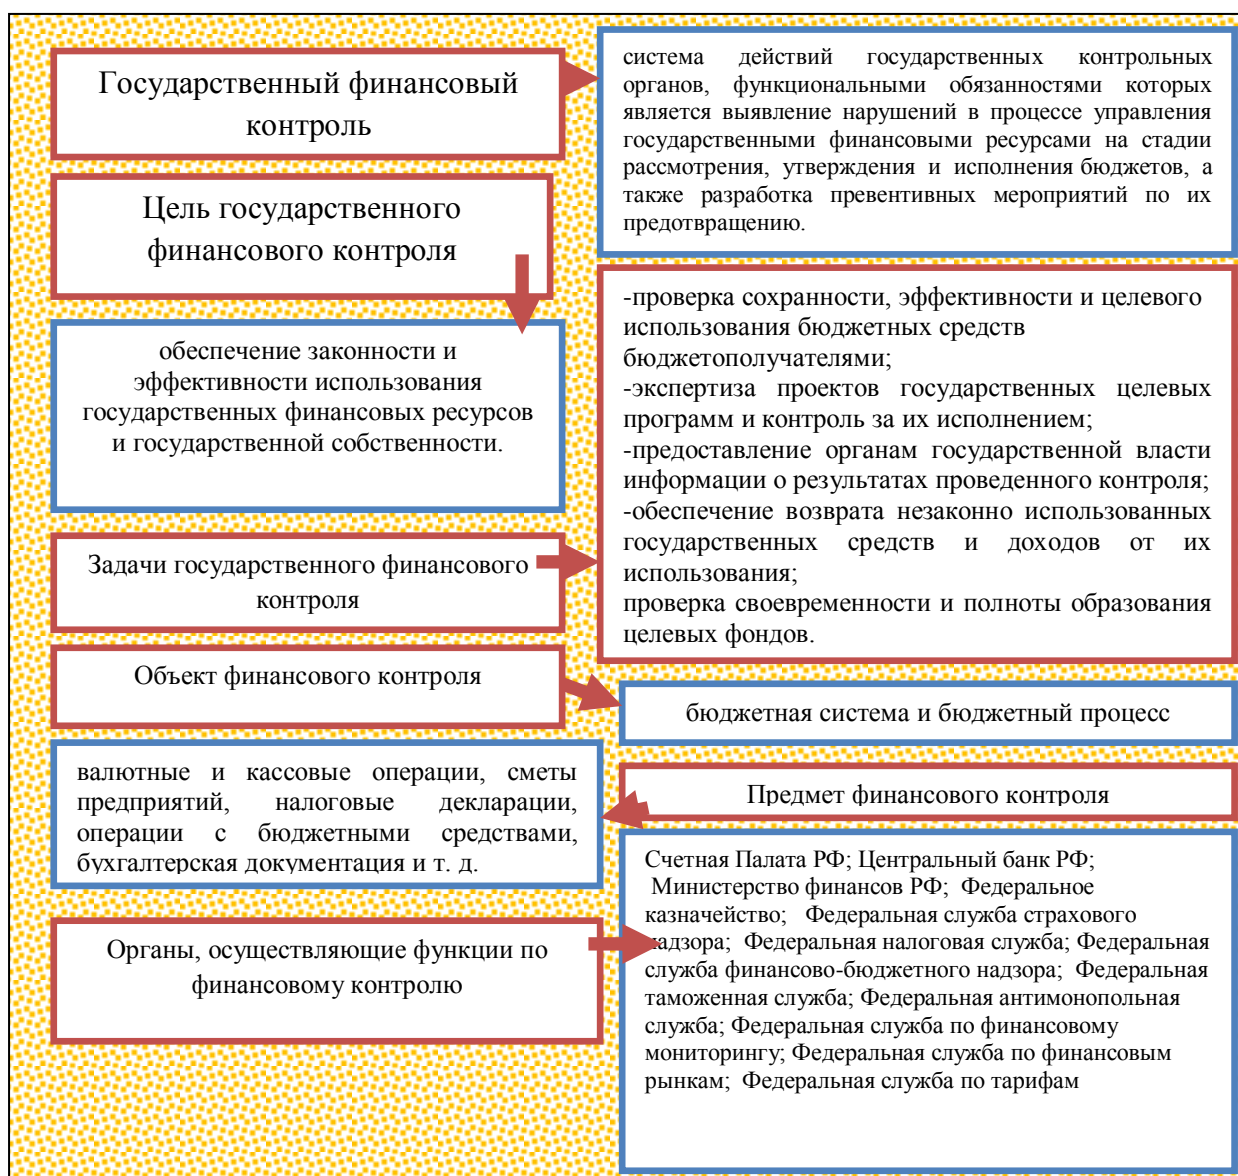 Государственный финансовый
контроль
система действий государственных контрольных
органов, функциональными обязанностями которых
является выявление нарушений в процессе управления
государственными финансовыми ресурсами на стадии
рассмотрения, утверждения и исполнения бюджетов, а
также разработка превентивных мероприятий по их
предотвращению.
Цель государственного
финансового контроля
обеспечение законности и
эффективности использования
государственных финансовых ресурсов
и государственной собственности.
Задачи государственного финансового
контроля
-проверка сохранности, эффективности и целевого
использования бюджетных средств
бюджетополучателями;
-экспертиза проектов государственных целевых
программ и контроль за их исполнением;
-предоставление органам государственной власти
информации о результатах проведенного контроля;
-обеспечение возврата незаконно использованных
государственных средств и доходов от их
использования;
проверка своевременности и полноты образования
целевых фондов.
Объект финансового контроля
бюджетная система и бюджетный процесс
Предмет финансового контроля
валютные и кассовые операции, сметы
предприятий, налоговые декларации,
операции с бюджетными средствами,
бухгалтерская документация и т. д.
Органы, осуществляющие функции по
финансовому контролю
Счетная Палата РФ; Центральный банк РФ;
Министерство финансов РФ; Федеральное
казначейство; Федеральная служба страхового
надзора; Федеральная налоговая служба; Федеральная
служба финансово-бюджетного надзора; Федеральная
таможенная служба; Федеральная антимонопольная
служба; Федеральная служба по финансовому
мониторингу; Федеральная служба по финансовым
рынкам; Федеральная служба по тарифам